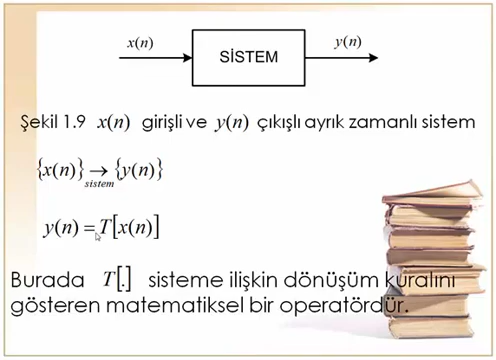 x(n)
SİSTEM
y(n)
Şekil 1.9 x(n) girişli ve y(n) çıkışlı ayrık zamanlı sistem
{x(n)} → {y(n)}
sistem
y(n) = T[x(n)]
Burada T[.] sisteme ilişkin dönüşüm kuralını
gösteren matematiksel bir operatördür.